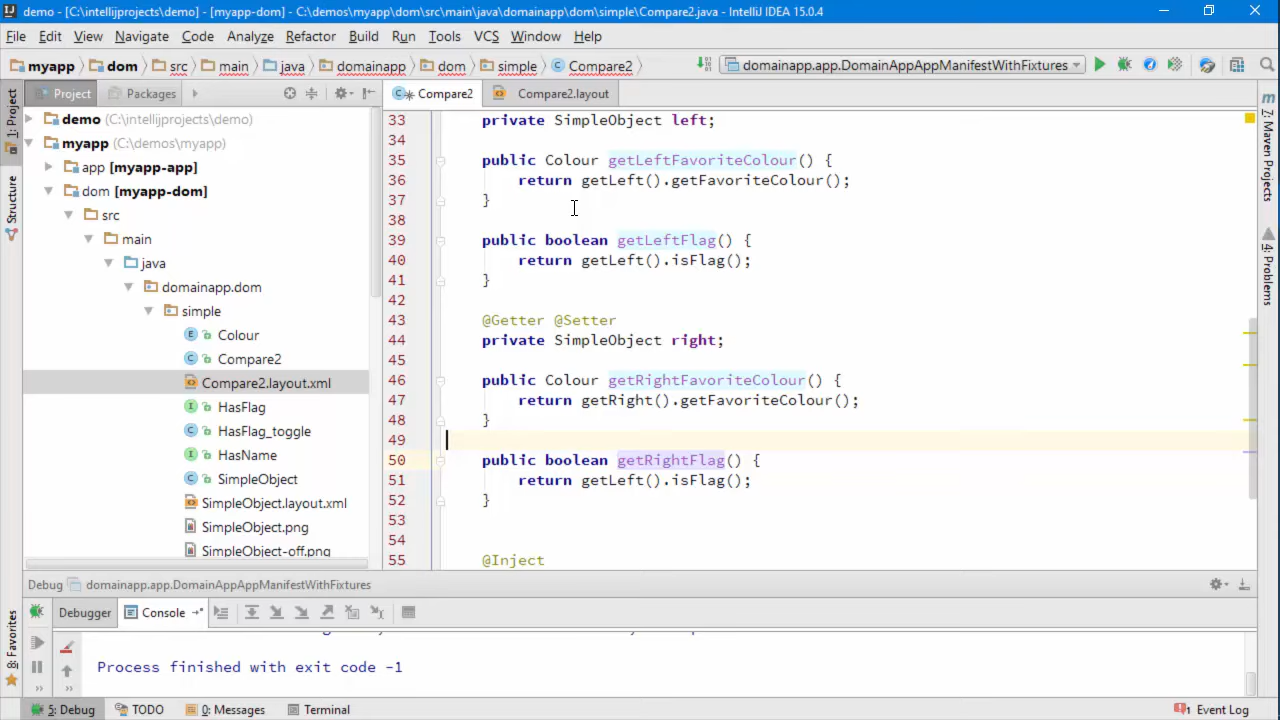 demo - [C:\intellijprojects\demo] - [myapp-dom] - C:\demos\myapp\dom\src\main\java\domainapp\dom\simple\Compare2.java - IntelliJ IDEA 15.0.4
File Edit View Navigate Code Analyze Refactor Build Run Tools VCS Window Help
myapp dom src main java domainapp dom simple Compare2 domainapp.app.DomainAppAppManifestWithFixtures
Project Packages
Compare2 Compare2.layout
1: Project
Structure
8: Favorites
demo (C:\intellijprojects\demo)
myapp (C:\demos\myapp)
app [myapp-app]
dom [myapp-dom]
src
main
java
domainapp.dom
simple
Colour
Compare2
Compare2.layout.xml
HasFlag
HasFlag_toggle
HasName
SimpleObject
SimpleObject.layout.xml
SimpleObject.png
SimpleObject-off.png
33 private SimpleObject left;
34
35 public Colour getLeftFavoriteColour() {
36 return getLeft().getFavoriteColour();
37 }
38
39 public boolean getLeftFlag() {
40 return getLeft().isFlag();
41 }
42
43 @Getter @Setter
44 private SimpleObject right;
45
46 public Colour getRightFavoriteColour() {
47 return getRight().getFavoriteColour();
48 }
49
50 public boolean getRightFlag() {
51 return getLeft().isFlag();
52 }
53
54
55 @Inject
Maven Projects
4: Problems
Debug domainapp.app.DomainAppAppManifestWithFixtures
Debugger Console
Process finished with exit code -1
5: Debug TODO 0: Messages Terminal 1 Event Log